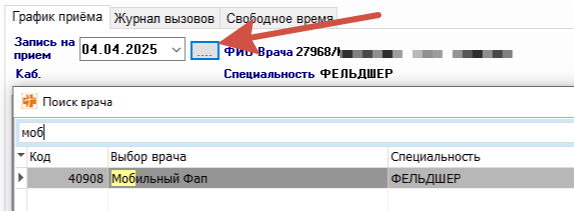 График приёма Журнал вызовов Свободное время
Запись на прием 04.04.2025 .... ФИО Врача 27968/
Каб. Специальность ФЕЛЬДШЕР
Поиск врача
моб
Код Выбор врача Специальность
40908 Мобильный Фап ФЕЛЬДШЕР